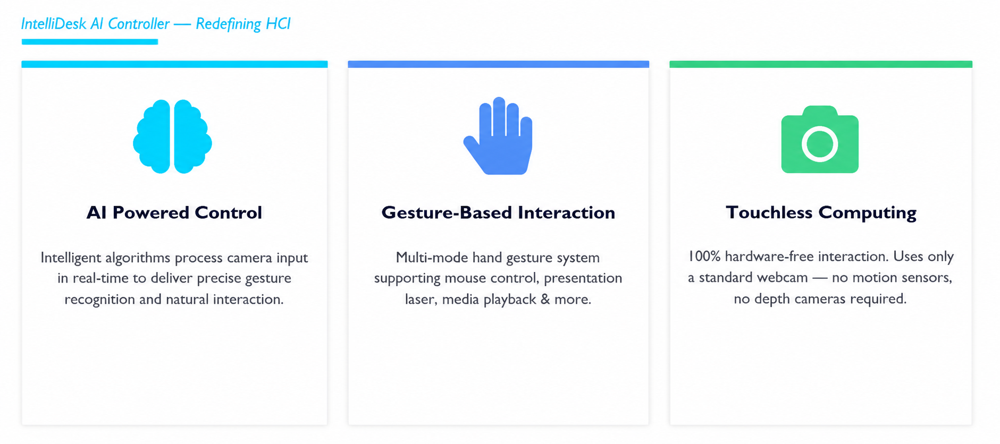 IntelliDesk AI Controller — Redefining HCI
AI Powered Control
Intelligent algorithms process camera input
in real-time to deliver precise gesture
recognition and natural interaction.
Gesture-Based Interaction
Multi-mode hand gesture system
supporting mouse control, presentation
laser, media playback & more.
Touchless Computing
100% hardware-free interaction. Uses only
a standard webcam — no motion sensors,
no depth cameras required.